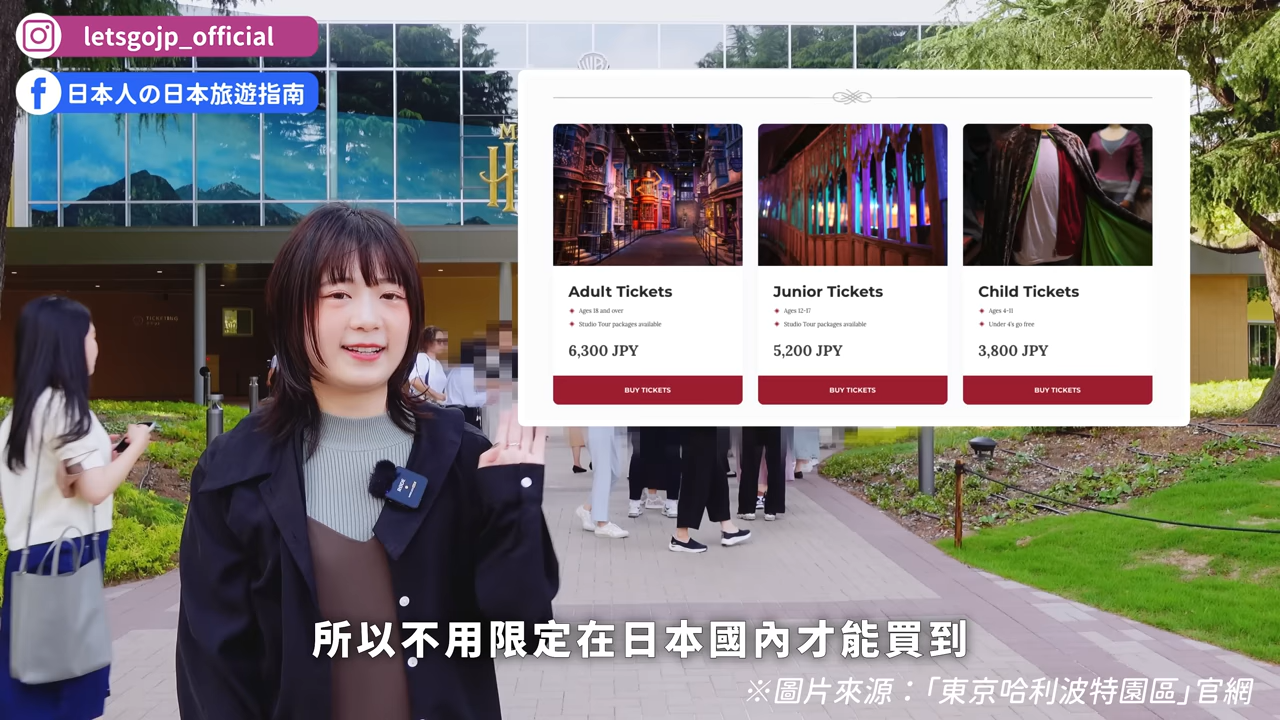 letsgojp_official
日本人の日本旅遊指南
WB
Adult Tickets
Ages 18 and over
Studio Tour packages available
6,300 JPY
BUY TICKETS
Junior Tickets
Ages 12-17
Studio Tour packages available
5,200 JPY
BUY TICKETS
Child Tickets
Ages 4-11
Under 4's go free
3,800 JPY
BUY TICKETS
所以不用限定在日本國內才能買到
※圖片來源：「東京哈利波特園區」官網